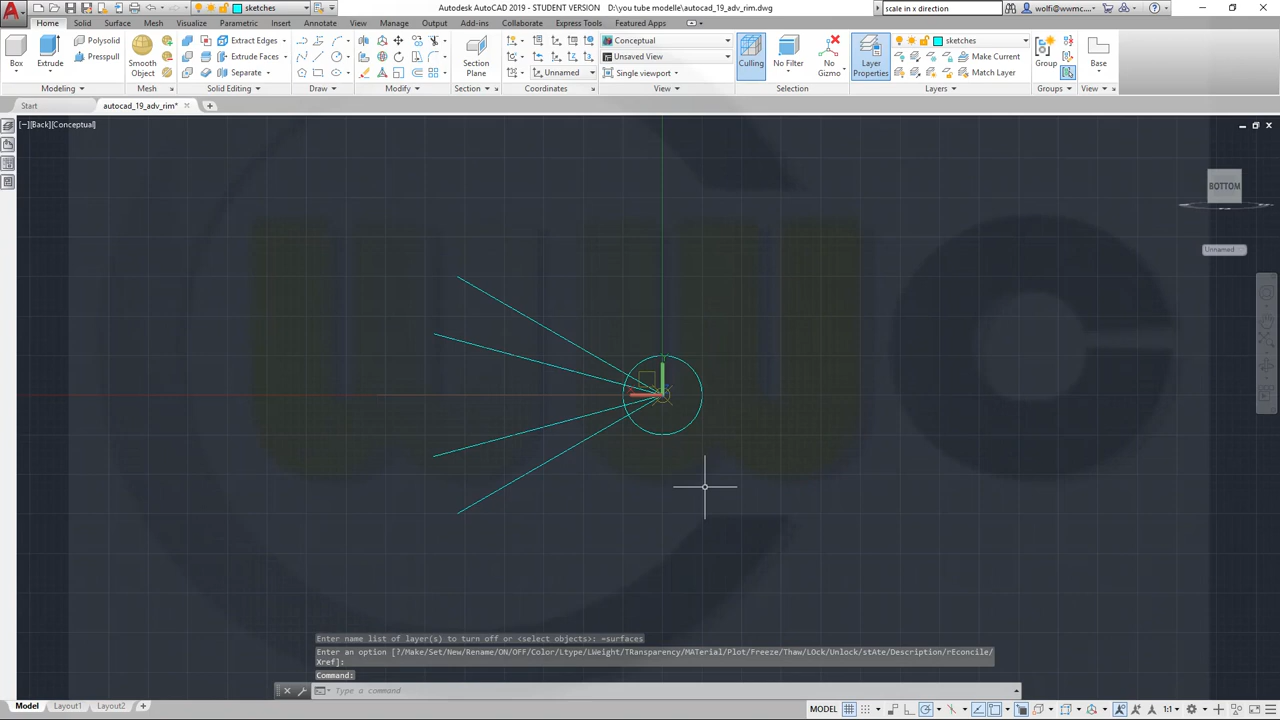 Autodesk AutoCAD 2019 - STUDENT VERSION D:\you tube modelle\autocad_19_adv_rim.dwg
sketches
scale in x direction
wolfi@wwmc...
Home Solid Surface Mesh Visualize Parametric Insert Annotate View Manage Output Add-ins Collaborate Express Tools Featured Apps
Box
Extrude
Polysolid
Presspull
Smooth
Object
Extract Edges
Extrude Faces
Separate
Section
Plane
Unnamed
Conceptual
Unsaved View
Single viewport
Culling
No Filter
No
Gizmo
Layer
Properties
sketches
Make Current
Match Layer
Group
Base
Modeling Mesh Solid Editing Draw Modify Section Coordinates View Selection Layers Groups View
Start autocad_19_adv_rim*
[−][Back][Conceptual]
BOTTOM
Unnamed
Enter name list of layer(s) to turn off or <select objects>: =surfaces
Enter an option [?/Make/Set/New/Rename/ON/OFF/Color/Ltype/LWeight/TRansparency/MATerial/Plot/Freeze/Thaw/LOck/Unlock/stAte/Description/rEconcile/
Xref]:
Command:
Type a command
Model Layout1 Layout2
MODEL
1:1